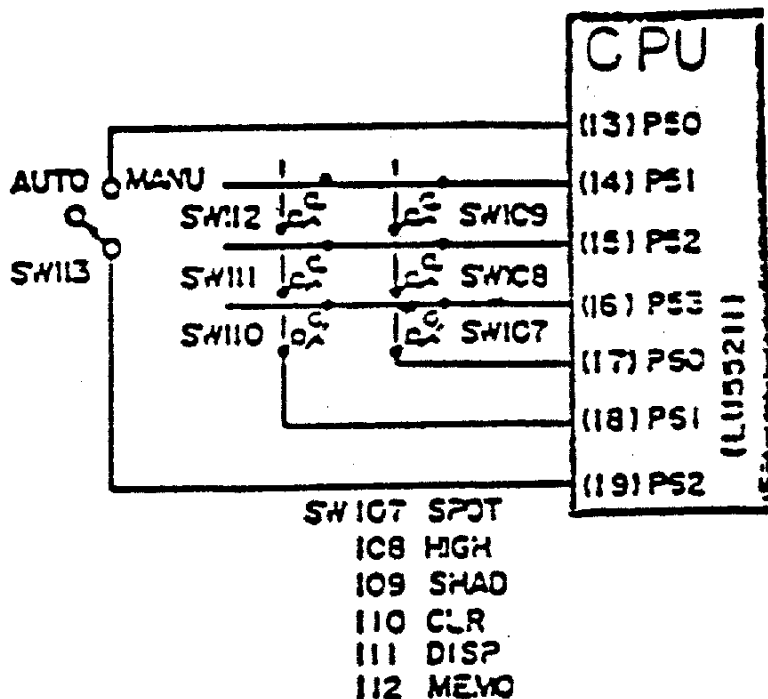 CPU
(13) PS0
AUTO MANU
(14) PS1
SW112 SW109
(15) PS2
SW113
SW111 SW108
(16) PS3
SW110 SW107
(17) PS0
(18) PS1
(19) PS2
SW107 SPOT
108 HIGH
109 SHAD
110 CLR
111 DISP
112 MEMO